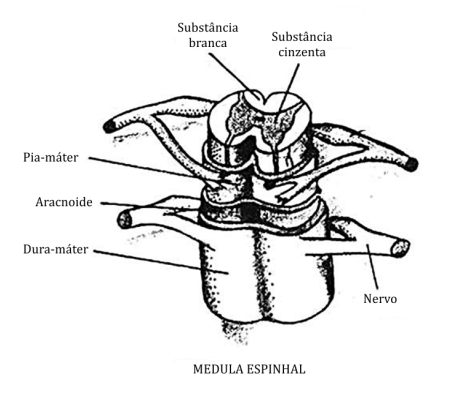 Substância
branca
Substância
cinzenta
Pia-máter
Aracnoide
Dura-máter
Nervo
MEDULA ESPINHAL